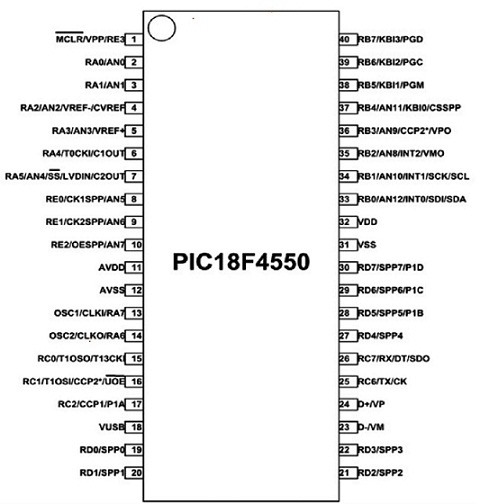 MCLR/VPP/RE3 1
RA0/AN0 2
RA1/AN1 3
RA2/AN2/VREF-/CVREF 4
RA3/AN3/VREF+ 5
RA4/T0CKI/C1OUT 6
RA5/AN4/SS/LVDIN/C2OUT 7
RE0/CK1SPP/AN5 8
RE1/CK2SPP/AN6 9
RE2/OESPP/AN7 10
AVDD 11
AVSS 12
OSC1/CLKI/RA7 13
OSC2/CLKO/RA6 14
RC0/T1OSO/T13CKI 15
RC1/T1OSI/CCP2*/UOE 16
RC2/CCP1/P1A 17
VUSB 18
RD0/SPP0 19
RD1/SPP1 20
PIC18F4550
40 RB7/KBI3/PGD
39 RB6/KBI2/PGC
38 RB5/KBI1/PGM
37 RB4/AN11/KBI0/CSSPP
36 RB3/AN9/CCP2*/VPO
35 RB2/AN8/INT2/VMO
34 RB1/AN10/INT1/SCK/SCL
33 RB0/AN12/INT0/SDI/SDA
32 VDD
31 VSS
30 RD7/SPP7/P1D
29 RD6/SPP6/P1C
28 RD5/SPP5/P1B
27 RD4/SPP4
26 RC7/RX/DT/SDO
25 RC6/TX/CK
24 D+/VP
23 D-/VM
22 RD3/SPP3
21 RD2/SPP2